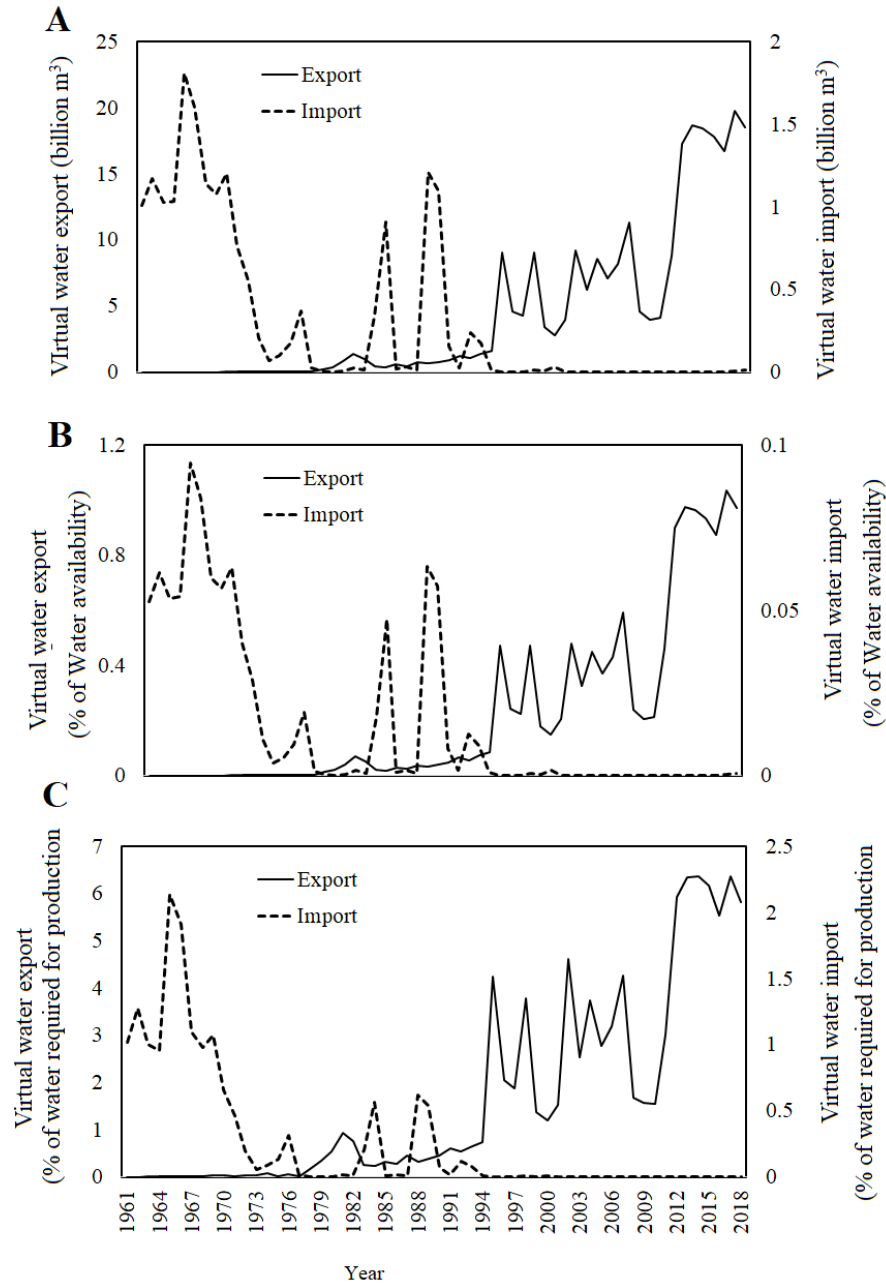 A
VIrtual water export (billion m³)
25
20
15
10
5
0
Export
Import
2
1.5
1
0.5
0
Virtual water import (billion m³)
B
Virtual water export
(% of Water availability)
1.2
0.8
0.4
0
Export
Import
0.1
0.05
0
Virtual water import
(% of Water availability)
C
Virtual water export
(% of water required for production)
7
6
5
4
3
2
1
0
Export
Import
2.5
2
1.5
1
0.5
0
Virtual water import
(% of water required for production)
1961
1964
1967
1970
1973
1976
1979
1982
1985
1988
1991
1994
1997
2000
2003
2006
2009
2012
2015
2018
Year